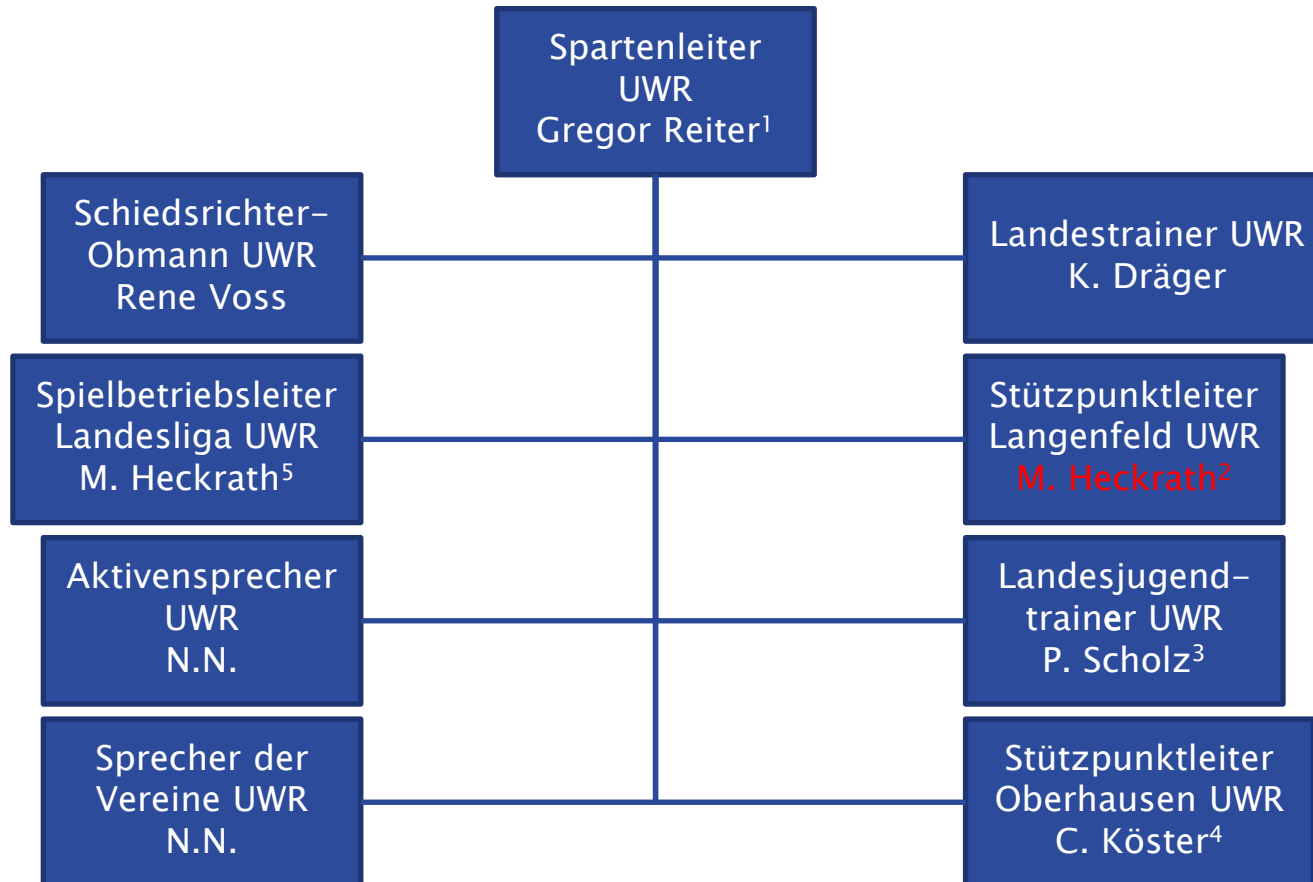 Spartenleiter
UWR
Gregor Reiter¹
Schiedsrichter-
Obmann UWR
Rene Voss
Landestrainer UWR
K. Dräger
Spielbetriebsleiter
Landesliga UWR
M. Heckrath⁵
Stützpunktleiter
Langenfeld UWR
M. Heckrath²
Aktivensprecher
UWR
N.N.
Landesjugend-
trainer UWR
P. Scholz³
Sprecher der
Vereine UWR
N.N.
Stützpunktleiter
Oberhausen UWR
C. Köster⁴